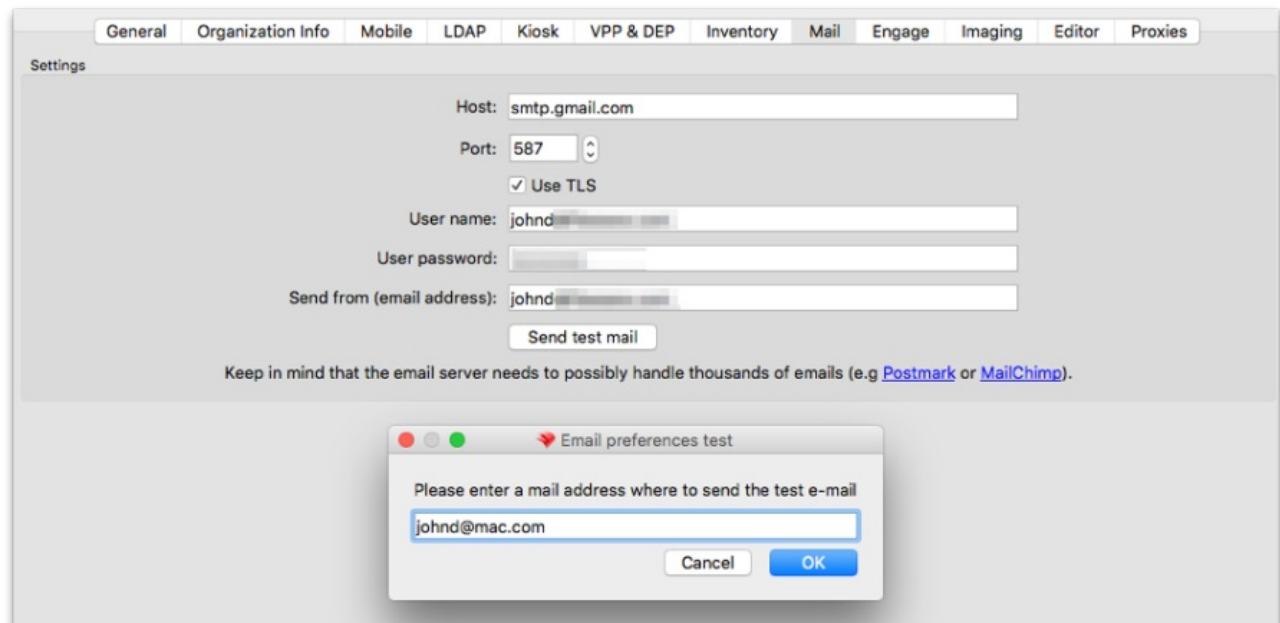 General Organization Info Mobile LDAP Kiosk VPP & DEP Inventory Mail Engage Imaging Editor Proxies
Settings
Host: smtp.gmail.com
Port: 587
Use TLS
User name: johnd
User password:
Send from (email address): johnd
Send test mail
Keep in mind that the email server needs to possibly handle thousands of emails (e.g Postmark or MailChimp).
Email preferences test
Please enter a mail address where to send the test e-mail
johnd@mac.com
Cancel OK